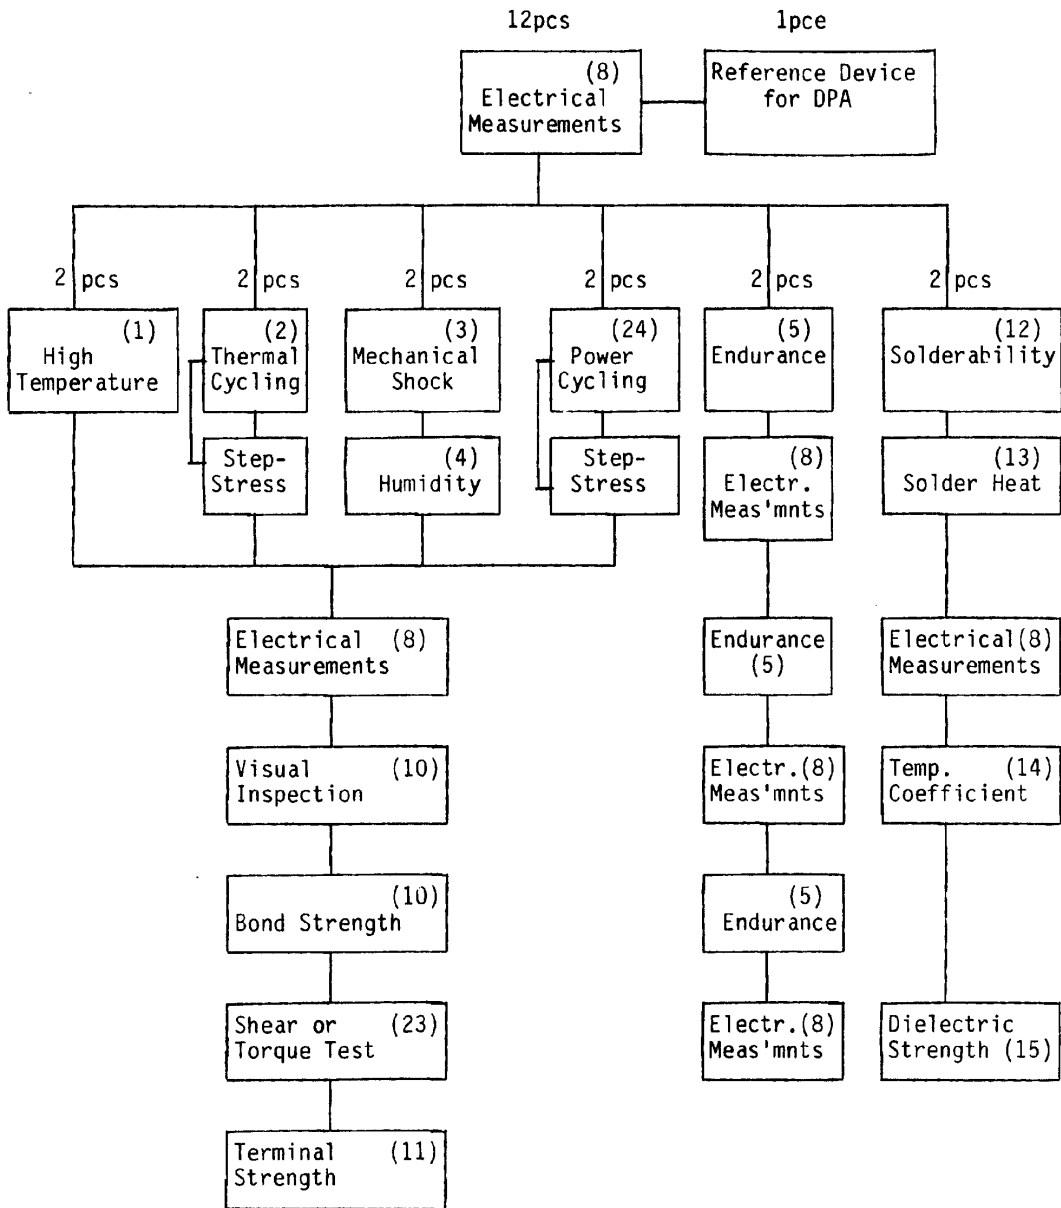 12pcs
1pce
(8)
Electrical
Measurements
Reference Device
for DPA
2 pcs
2 pcs
2 pcs
2 pcs
2 pcs
2 pcs
(1)
High
Temperature
(2)
Thermal
Cycling
(3)
Mechanical
Shock
(24)
Power
Cycling
(5)
Endurance
(12)
Solderability
Step-
Stress
(4)
Humidity
Step-
Stress
(8)
Electr.
Meas'mnts
(13)
Solder Heat
Electrical (8)
Measurements
Endurance
(5)
Electrical(8)
Measurements
Visual (10)
Inspection
Electr.(8)
Meas'mnts
Temp. (14)
Coefficient
(10)
Bond Strength
(5)
Endurance
Shear or (23)
Torque Test
Electr.(8)
Meas'mnts
Dielectric
Strength (15)
Terminal (11)
Strength